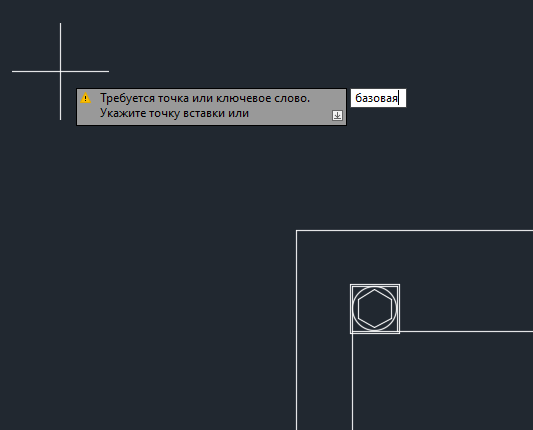 Требуется точка или ключевое слово.
Укажите точку вставки или
базовая